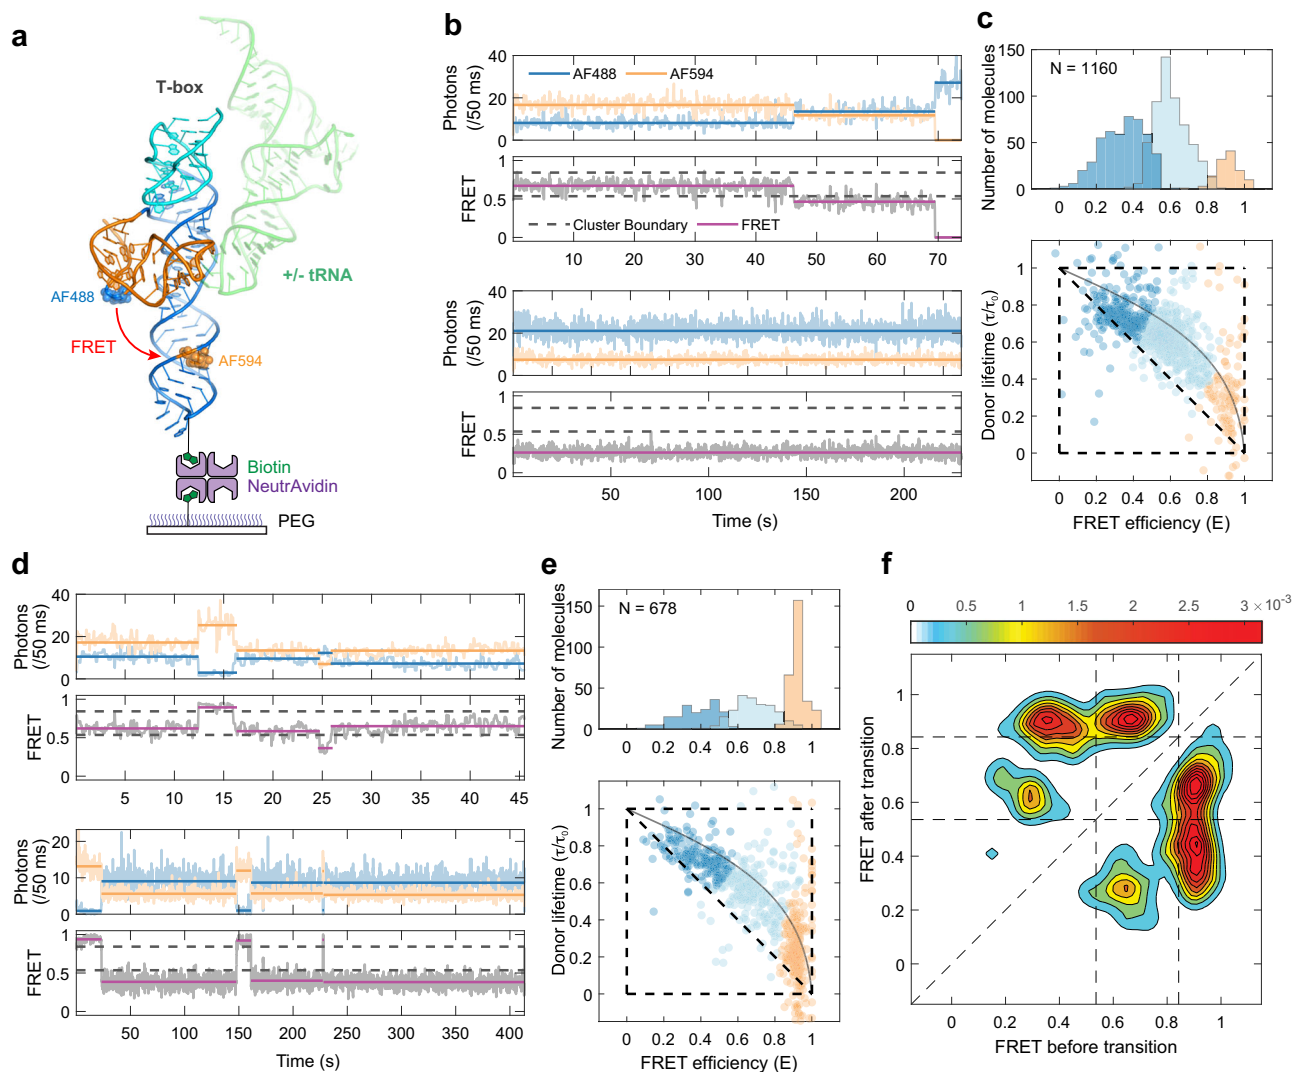 a
T-box
+/- tRNA
AF488
FRET
AF594
Biotin
NeutrAvidin
PEG
b
Photons
(/50 ms)
40
20
0
AF488
AF594
FRET
1
0.5
0
Cluster Boundary
FRET
10 20 30 40 50 60 70
Photons
(/50 ms)
40
20
0
FRET
1
0.5
0
50 100 150 200
Time (s)
c
Number of molecules
150
100
50
0
N = 1160
0 0.2 0.4 0.6 0.8 1
Donor lifetime (τ/τ0)
1
0.8
0.6
0.4
0.2
0
0 0.2 0.4 0.6 0.8 1
FRET efficiency (E)
d
Photons
(/50 ms)
40
20
0
FRET
1
0.5
0
5 10 15 20 25 30 35 40 45
Photons
(/50 ms)
20
10
0
FRET
1
0.5
0
50 100 150 200 250 300 350 400
Time (s)
e
Number of molecules
150
100
50
0
N = 678
0 0.2 0.4 0.6 0.8 1
Donor lifetime (τ/τ0)
1
0.8
0.6
0.4
0.2
0
0 0.2 0.4 0.6 0.8 1
FRET efficiency (E)
f
0 0.5 1 1.5 2 2.5 3 ×10⁻³
FRET after transition
1
0.8
0.6
0.4
0.2
0
0 0.2 0.4 0.6 0.8 1
FRET before transition